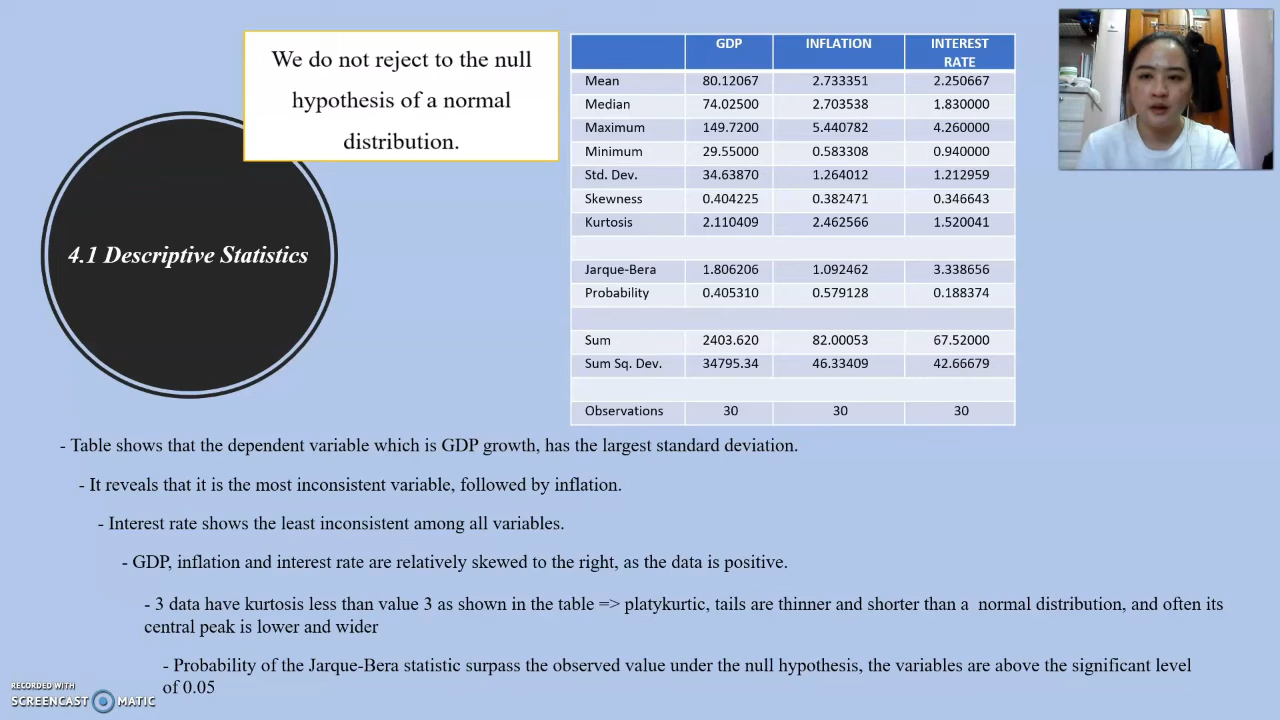 We do not reject to the null
hypothesis of a normal
distribution.
4.1 Descriptive Statistics
GDP INFLATION INTEREST
RATE
Mean 80.12067 2.733351 2.250667
Median 74.02500 2.703538 1.830000
Maximum 149.7200 5.440782 4.260000
Minimum 29.55000 0.583308 0.940000
Std. Dev. 34.63870 1.264012 1.212959
Skewness 0.404225 0.382471 0.346643
Kurtosis 2.110409 2.462566 1.520041
Jarque-Bera 1.806206 1.092462 3.338656
Probability 0.405310 0.579128 0.188374
Sum 2403.620 82.00053 67.52000
Sum Sq. Dev. 34795.34 46.33409 42.66679
Observations 30 30 30
- Table shows that the dependent variable which is GDP growth, has the largest standard deviation.
- It reveals that it is the most inconsistent variable, followed by inflation.
- Interest rate shows the least inconsistent among all variables.
- GDP, inflation and interest rate are relatively skewed to the right, as the data is positive.
- 3 data have kurtosis less than value 3 as shown in the table => platykurtic, tails are thinner and shorter than a normal distribution, and often its
central peak is lower and wider
- Probability of the Jarque-Bera statistic surpass the observed value under the null hypothesis, the variables are above the significant level
of 0.05
RECORDED WITH
SCREENCAST MATIC